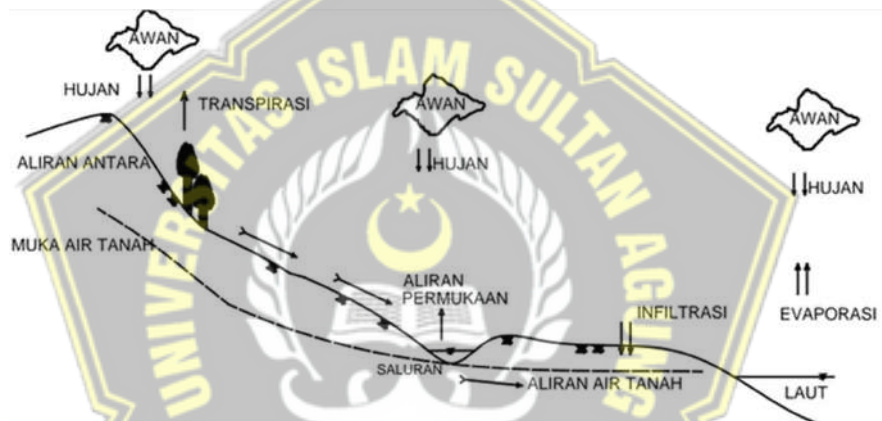 AWAN
HUJAN
TRANSPIRASI
ALIRAN ANTARA
MUKA AIR TANAH
AWAN
HUJAN
ALIRAN
PERMUKAAN
SALURAN
ALIRAN AIR TANAH
INFILTRASI
AWAN
HUJAN
EVAPORASI
LAUT
UNIVERSITAS ISLAM SULTAN AGUNG